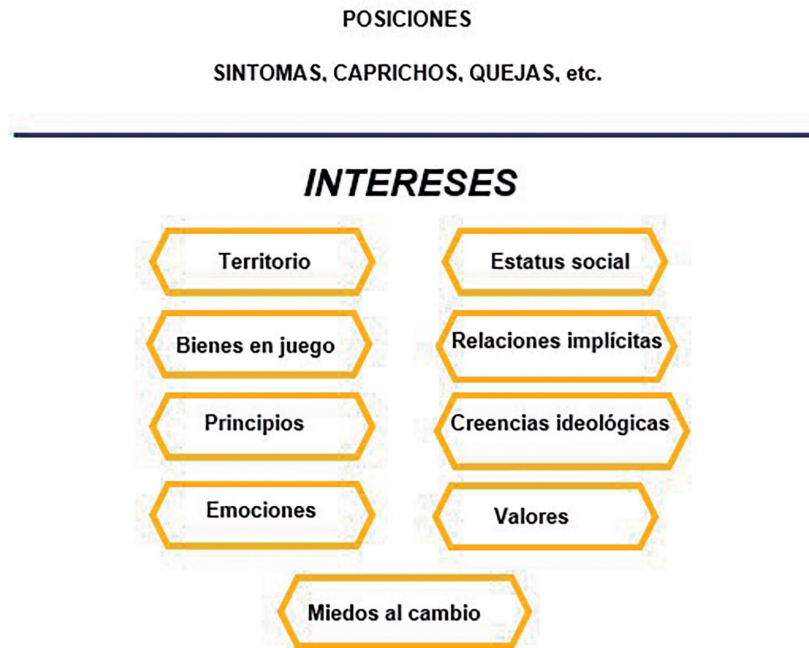 POSICIONES
SINTOMAS, CAPRICHOS, QUEJAS, etc.
INTERESES
Territorio
Estatus social
Bienes en juego
Relaciones implícitas
Principios
Creencias ideológicas
Emociones
Valores
Miedos al cambio